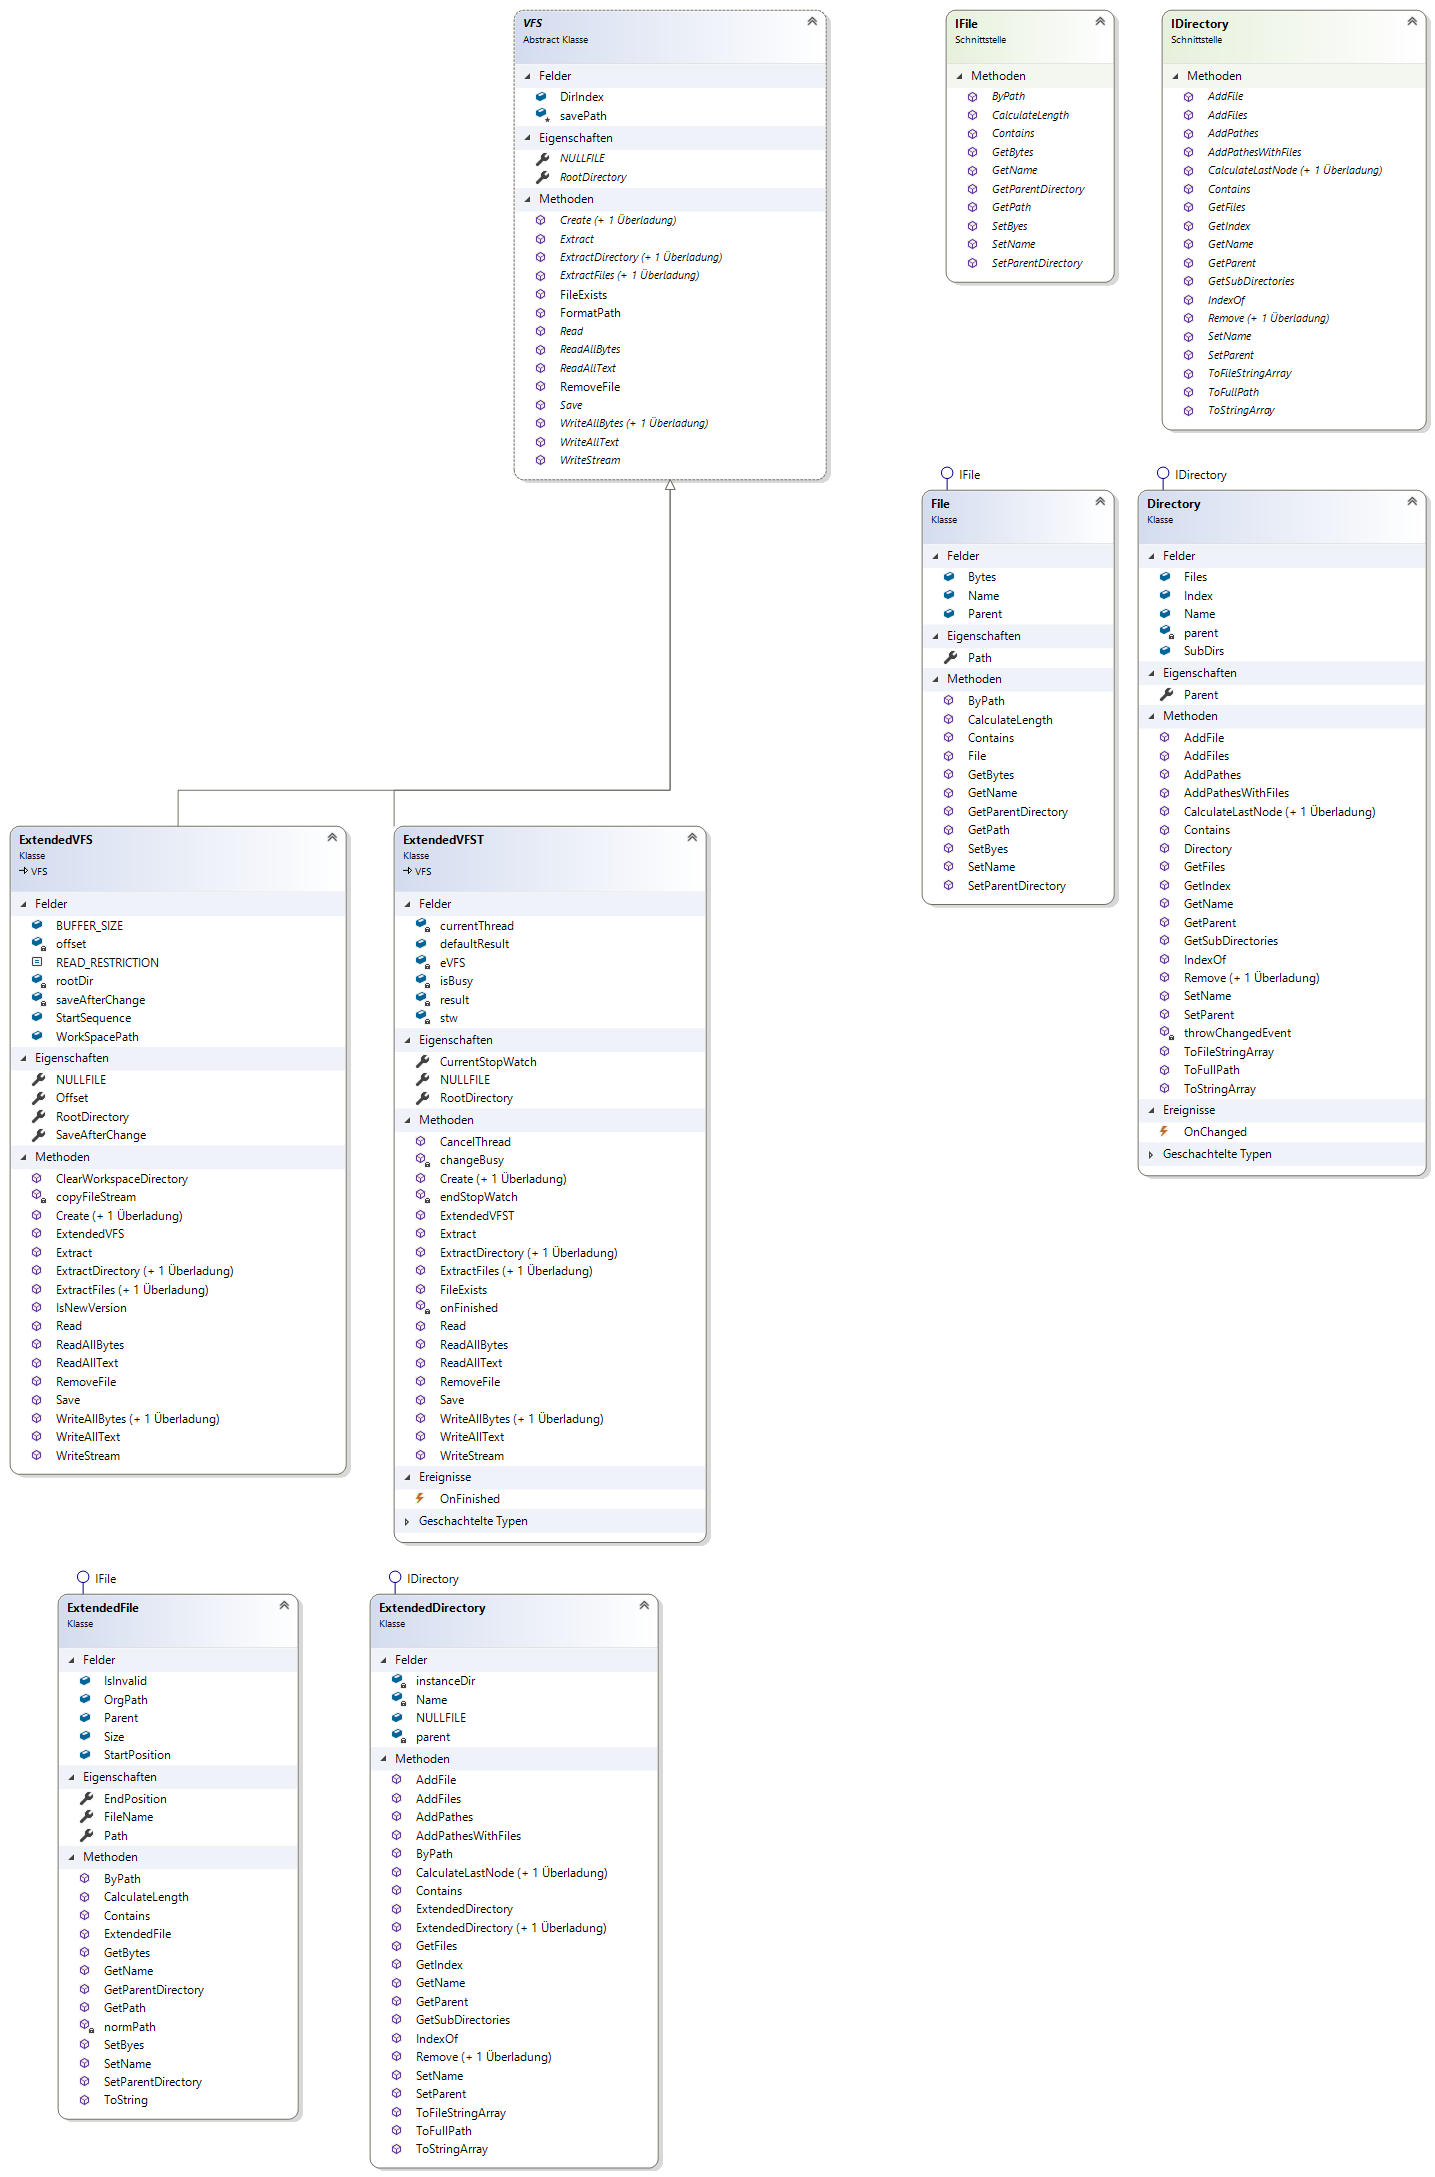 VFS
Abstract Klasse
Felder
DirIndex
savePath
Eigenschaften
NULLFILE
RootDirectory
Methoden
Create (+ 1 Überladung)
Extract
ExtractDirectory (+ 1 Überladung)
ExtractFiles (+ 1 Überladung)
FileExists
FormatPath
Read
ReadAllBytes
ReadAllText
RemoveFile
Save
WriteAllBytes (+ 1 Überladung)
WriteAllText
WriteStream
IFile
Schnittstelle
Methoden
ByPath
CalculateLength
Contains
GetBytes
GetName
GetParentDirectory
GetPath
SetByes
SetName
SetParentDirectory
IDirectory
Schnittstelle
Methoden
AddFile
AddFiles
AddPathes
AddPathesWithFiles
CalculateLastNode (+ 1 Überladung)
Contains
GetFiles
GetIndex
GetName
GetParent
GetSubDirectories
IndexOf
Remove (+ 1 Überladung)
SetName
SetParent
ToFileStringArray
ToFullPath
ToStringArray
IFile
File
Klasse
Felder
Bytes
Name
Parent
Eigenschaften
Path
Methoden
ByPath
CalculateLength
Contains
File
GetBytes
GetName
GetParentDirectory
GetPath
SetByes
SetName
SetParentDirectory
IDirectory
Directory
Klasse
Felder
Files
Index
Name
parent
SubDirs
Eigenschaften
Parent
Methoden
AddFile
AddFiles
AddPathes
AddPathesWithFiles
CalculateLastNode (+ 1 Überladung)
Contains
Directory
GetFiles
GetIndex
GetName
GetParent
GetSubDirectories
IndexOf
Remove (+ 1 Überladung)
SetName
SetParent
throwChangedEvent
ToFileStringArray
ToFullPath
ToStringArray
Ereignisse
OnChanged
Geschachtelte Typen
ExtendedVFS
Klasse
VFS
Felder
BUFFER_SIZE
offset
READ_RESTRICTION
rootDir
saveAfterChange
StartSequence
WorkSpacePath
Eigenschaften
NULLFILE
Offset
RootDirectory
SaveAfterChange
Methoden
ClearWorkspaceDirectory
copyFileStream
Create (+ 1 Überladung)
ExtendedVFS
Extract
ExtractDirectory (+ 1 Überladung)
ExtractFiles (+ 1 Überladung)
IsNewVersion
Read
ReadAllBytes
ReadAllText
RemoveFile
Save
WriteAllBytes (+ 1 Überladung)
WriteAllText
WriteStream
ExtendedVFST
Klasse
VFS
Felder
currentThread
defaultResult
eVFS
isBusy
result
stw
Eigenschaften
CurrentStopWatch
NULLFILE
RootDirectory
Methoden
CancelThread
changeBusy
Create (+ 1 Überladung)
endStopWatch
ExtendedVFST
Extract
ExtractDirectory (+ 1 Überladung)
ExtractFiles (+ 1 Überladung)
FileExists
onFinished
Read
ReadAllBytes
ReadAllText
RemoveFile
Save
WriteAllBytes (+ 1 Überladung)
WriteAllText
WriteStream
Ereignisse
OnFinished
Geschachtelte Typen
IFile
ExtendedFile
Klasse
Felder
IsInvalid
OrgPath
Parent
Size
StartPosition
Eigenschaften
EndPosition
FileName
Path
Methoden
ByPath
CalculateLength
Contains
ExtendedFile
GetBytes
GetName
GetParentDirectory
GetPath
normPath
SetByes
SetName
SetParentDirectory
ToString
IDirectory
ExtendedDirectory
Klasse
Felder
instanceDir
Name
NULLFILE
parent
Methoden
AddFile
AddFiles
AddPathes
AddPathesWithFiles
ByPath
CalculateLastNode (+ 1 Überladung)
Contains
ExtendedDirectory
ExtendedDirectory (+ 1 Überladung)
GetFiles
GetIndex
GetName
GetParent
GetSubDirectories
IndexOf
Remove (+ 1 Überladung)
SetName
SetParent
ToFileStringArray
ToFullPath
ToStringArray